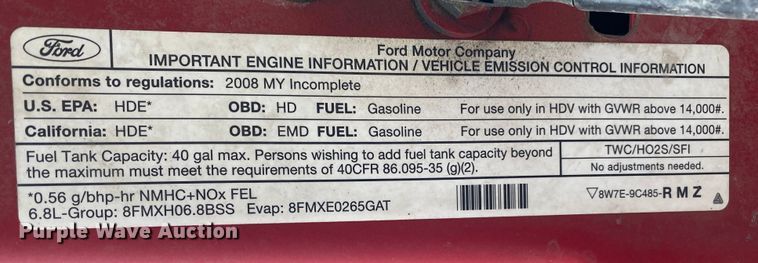 Ford
Ford Motor Company
IMPORTANT ENGINE INFORMATION / VEHICLE EMISSION CONTROL INFORMATION
Conforms to regulations: 2008 MY Incomplete
U.S. EPA: HDE* OBD: HD FUEL: Gasoline For use only in HDV with GVWR above 14,000#.
California: HDE* OBD: EMD FUEL: Gasoline For use only in HDV with GVWR above 14,000#.
Fuel Tank Capacity: 40 gal max. Persons wishing to add fuel tank capacity beyond
the maximum must meet the requirements of 40CFR 86.095-35 (g)(2).
TWC/HO2S/SFI
No adjustments needed.
*0.56 g/bhp-hr NMHC+NOx FEL
6.8L-Group: 8FMXH06.8BSS Evap: 8FMXE0265GAT
8W7E-9C485-RMZ
Purple Wave Auction